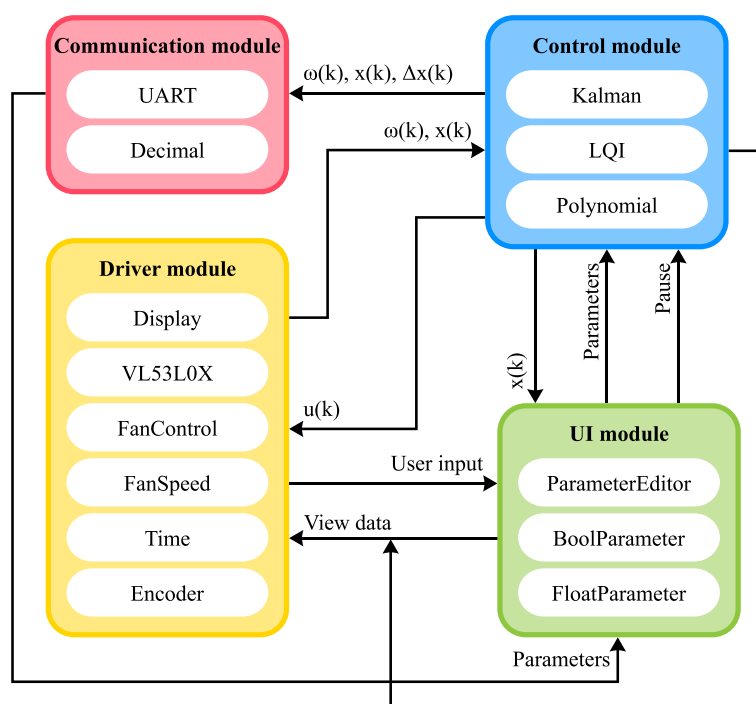 Communication module
UART
Decimal
Control module
Kalman
LQI
Polynomial
ω(k), x(k), Δx(k)
ω(k), x(k)
Driver module
Display
VL53L0X
FanControl
FanSpeed
Time
Encoder
u(k)
x(k)
Parameters
Pause
User input
View data
UI module
ParameterEditor
BoolParameter
FloatParameter
Parameters